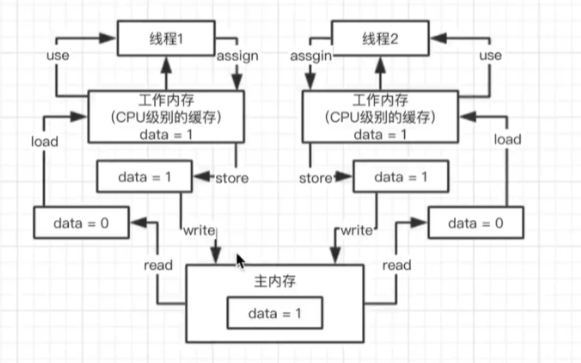 线程1
线程2
use
assign
assgin
use
工作内存
(CPU级别的缓存)
data = 1
工作内存
(CPU级别的缓存)
data = 1
load
load
data = 1
store
store
data = 1
data = 0
write
write
data = 0
read
read
主内存
data = 1